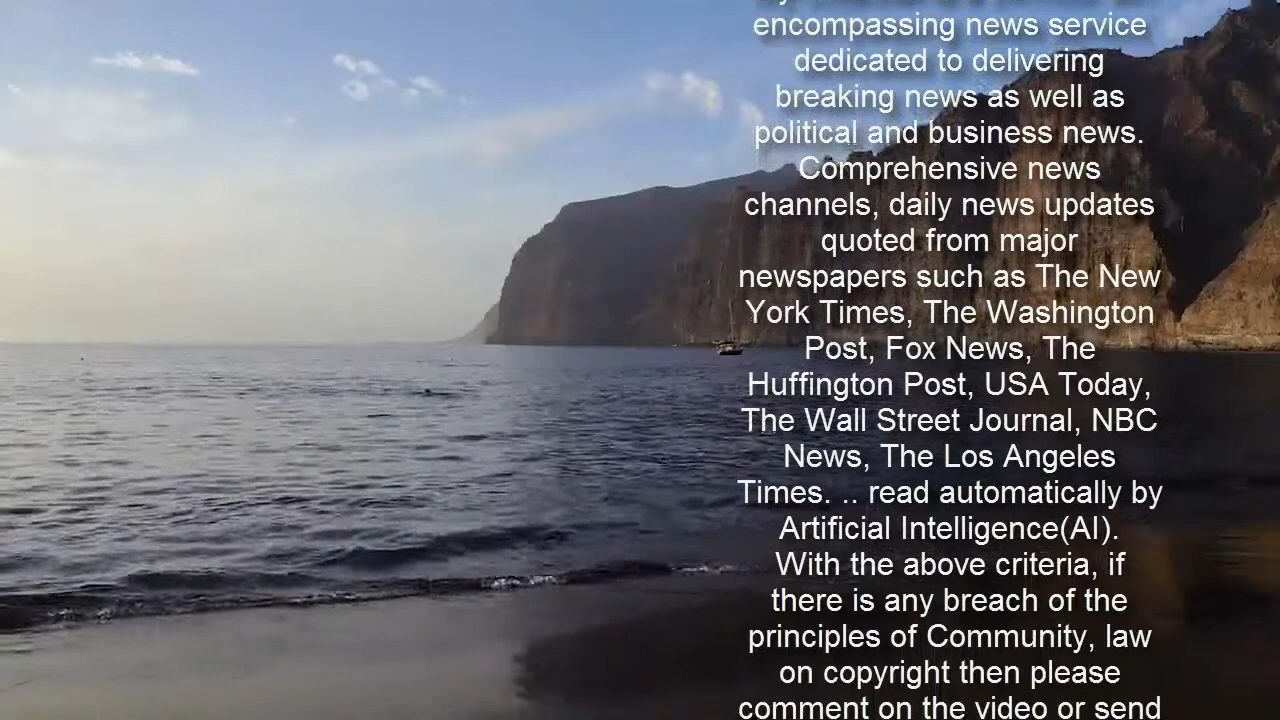 encompassing news service
dedicated to delivering
breaking news as well as
political and business news.
Comprehensive news
channels, daily news updates
quoted from major
newspapers such as The New
York Times, The Washington
Post, Fox News, The
Huffington Post, USA Today,
The Wall Street Journal, NBC
News, The Los Angeles
Times. .. read automatically by
Artificial Intelligence(AI).
With the above criteria, if
there is any breach of the
principles of Community, law
on copyright then please
comment on the video or send